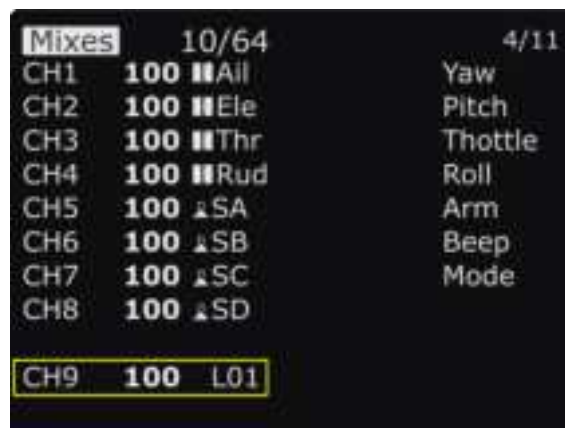 Mixes 10/64 4/11
CH1 100 Ail Yaw
CH2 100 Ele Pitch
CH3 100 Thr Thottle
CH4 100 Rud Roll
CH5 100 SA Arm
CH6 100 SB Beep
CH7 100 SC Mode
CH8 100 SD
CH9 100 L01